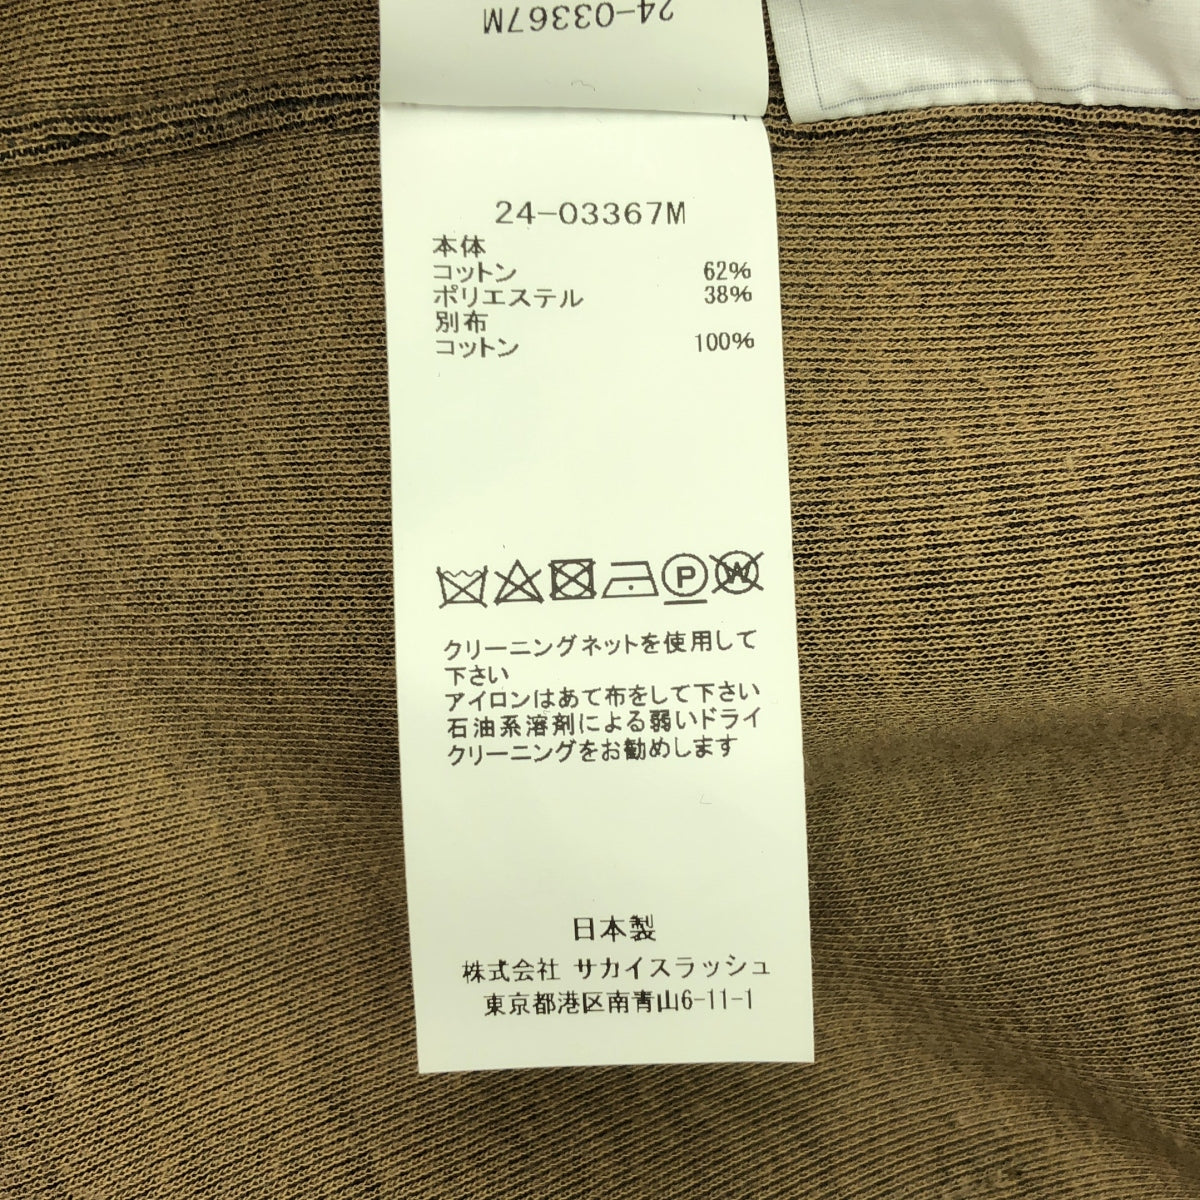 24-03367M
24-03367M
本体
コットン 62%
ポリエステル 38%
別布
コットン 100%
P W
クリーニングネットを使用して
下さい
アイロンはあて布をして下さい
石油系溶剤による弱いドライ
クリーニングをお勧めします
日本製
株式会社 サカイスラッシュ
東京都港区南青山6-11-1